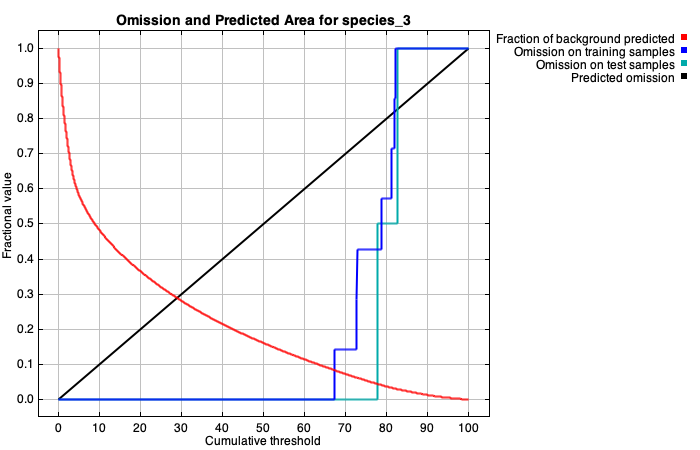 Omission and Predicted Area for species_3
Fraction of background predicted
Omission on training samples
Omission on test samples
Predicted omission
Fractional value
1.0
0.9
0.8
0.7
0.6
0.5
0.4
0.3
0.2
0.1
0.0
0 10 20 30 40 50 60 70 80 90 100
Cumulative threshold